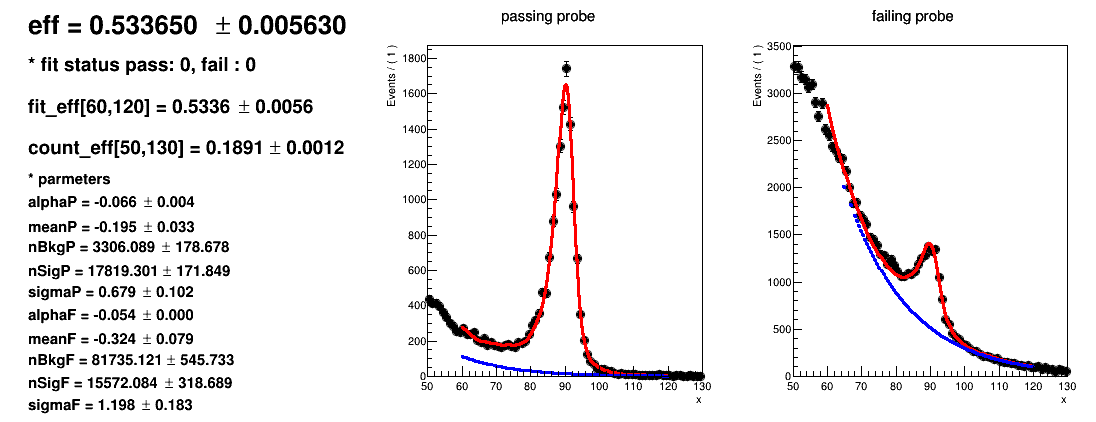 eff = 0.533650 ± 0.005630
* fit status pass: 0, fail : 0
fit_eff[60,120] = 0.5336 ± 0.0056
count_eff[50,130] = 0.1891 ± 0.0012
* parmeters
alphaP = -0.066 ± 0.004
meanP = -0.195 ± 0.033
nBkgP = 3306.089 ± 178.678
nSigP = 17819.301 ± 171.849
sigmaP = 0.679 ± 0.102
alphaF = -0.054 ± 0.000
meanF = -0.324 ± 0.079
nBkgF = 81735.121 ± 545.733
nSigF = 15572.084 ± 318.689
sigmaF = 1.198 ± 0.183
passing probe
Events / ( 1 )
1800
1600
1400
1200
1000
800
600
400
200
0
50 60 70 80 90 100 110 120 130
x
failing probe
Events / ( 1 )
3500
3000
2500
2000
1500
1000
500
0
50 60 70 80 90 100 110 120 130
x